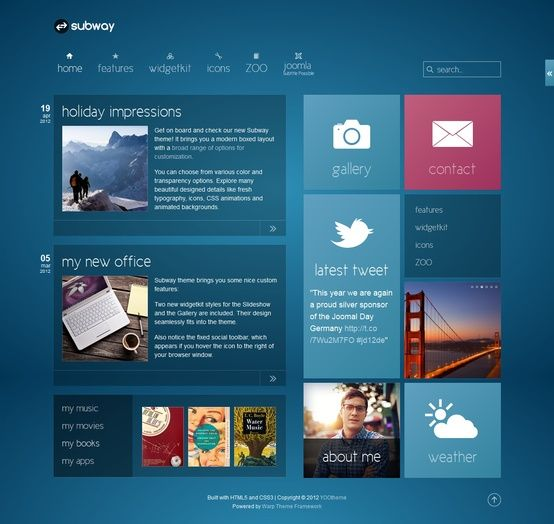 subway
home features widgetkit icons ZOO joomla
subtitle Possible
search...
19
apr
2012
holiday impressions
Get on board and check our new Subway
theme! It brings you a modern boxed layout
with a broad range of options for
customization.
You can choose from various color and
transparency options. Explore many
beautiful designed details like fresh
typography, icons, CSS animations and
animated backgrounds.
gallery
contact
05
mar
2012
my new office
Subway theme brings you some nice custom
features:
Two new widgetkit styles for the Slideshow
and the Gallery are included. Their design
seamlessly fits into the theme.
Also notice the fixed social toolbar, which
appears if you hover the icon to the right of
your browser window.
latest tweet
"This year we are again
a proud silver sponsor
of the Joomal Day
Germany http://t.co
/7Wu2M7FO #jd12de"
features
widgetkit
icons
ZOO
my music
my movies
my books
my apps
Water
Music
about me
weather
Built with HTML5 and CSS3 | Copyright © 2012 YOOtheme
Powered by Warp Theme Framework